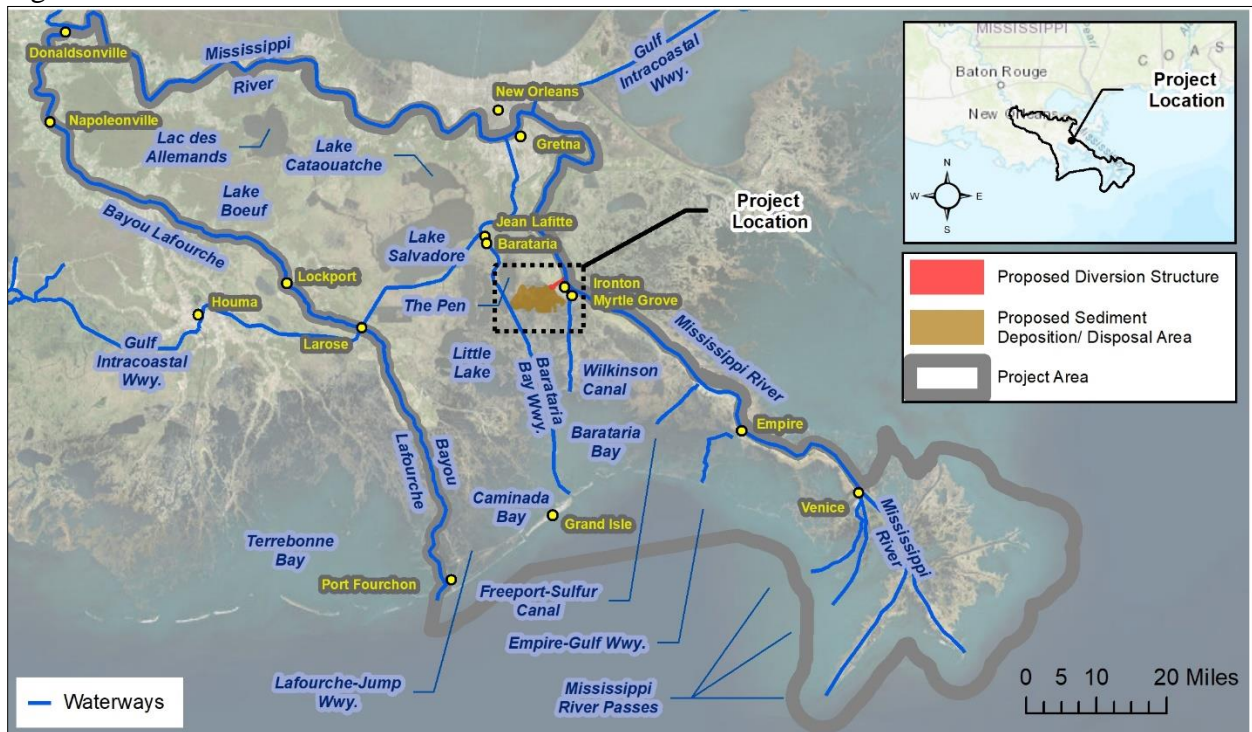 Donaldsonville
Mississippi
River
Gulf
Intracoastal
Wwy.
New Orleans
Napoleonville
Lac des
Allemands
Lake
Cataouatche
Gretna
Lake
Boeuf
Bayou Lafourche
Project
Location
Jean Lafitte
Barataria
Lake
Salvadore
Lockport
The Pen
Ironton
Myrtle Grove
Houma
Larose
Gulf
Intracoastal
Wwy.
Little
Lake
Barataria
Bay Wwy.
Wilkinson
Canal
Mississippi River
Barataria
Bay
Empire
Bayou
Lafourche
Caminada
Bay
Grand Isle
Venice
Mississippi
River
Terrebonne
Bay
Port Fourchon
Freeport-Sulfur
Canal
Empire-Gulf Wwy.
Lafourche-Jump
Wwy.
Mississippi
River Passes
Waterways
0 5 10 20 Miles
MISSISSIPPI
Pearl
C O A S
Baton Rouge
New Orleans
Mississippi
Project
Location
N
W E
S
Proposed Diversion Structure
Proposed Sediment
Deposition/ Disposal Area
Project Area